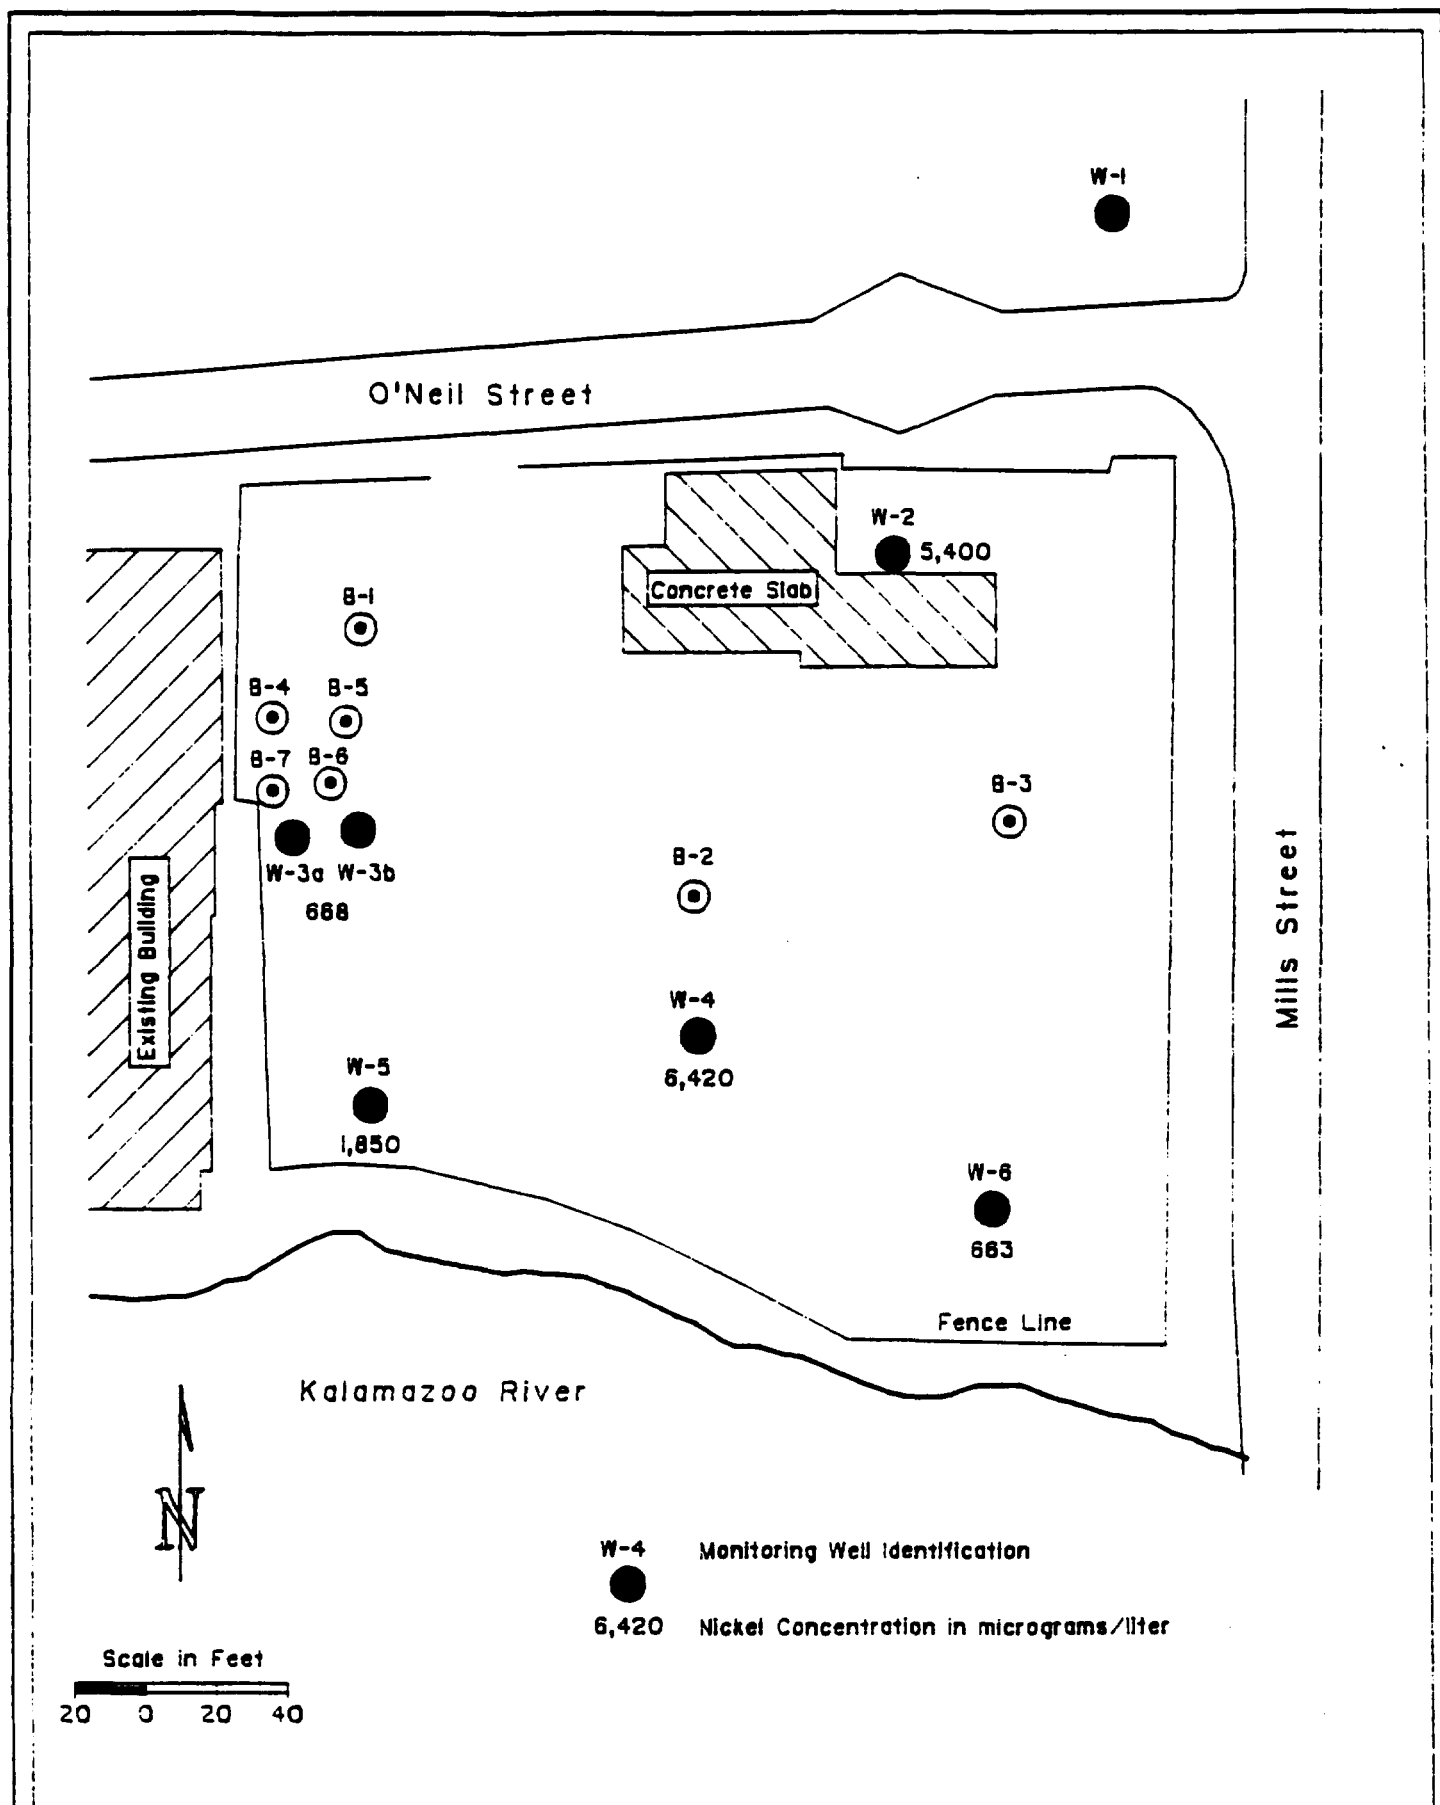 W-1
O'Neil Street
W-2
5,400
Concrete Slab
B-1
B-4 B-5
B-7 B-6
B-3
W-3a W-3b
668
B-2
Existing Building
Mills Street
W-4
6,420
W-5
1,850
W-6
663
Fence Line
Kalamazoo River
N
W-4 Monitoring Well Identification
6,420 Nickel Concentration in micrograms/liter
Scale in Feet
20 0 20 40